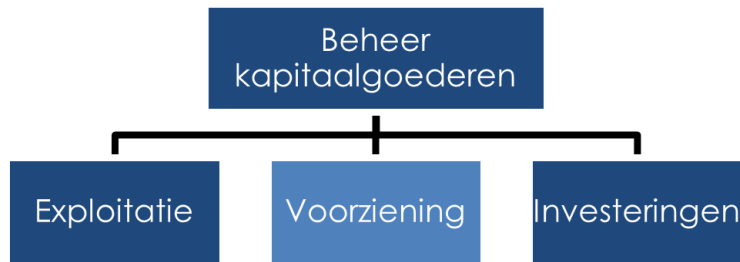 Beheer
kapitaalgoederen
Exploitatie
Voorziening
Investeringen